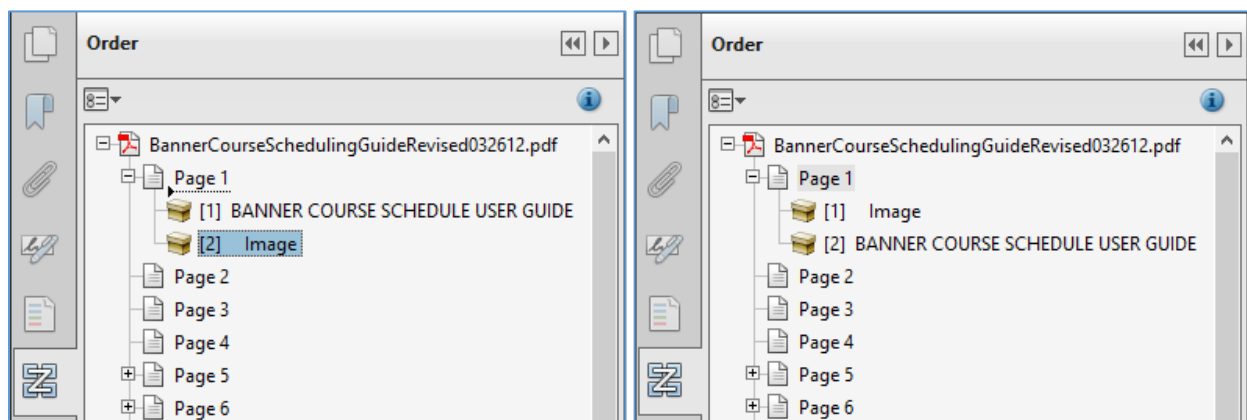 Order
BannerCourseSchedulingGuideRevised032612.pdf
Page 1
[1] BANNER COURSE SCHEDULE USER GUIDE
[2] Image
Page 2
Page 3
Page 4
Page 5
Page 6
Order
BannerCourseSchedulingGuideRevised032612.pdf
Page 1
[1] Image
[2] BANNER COURSE SCHEDULE USER GUIDE
Page 2
Page 3
Page 4
Page 5
Page 6